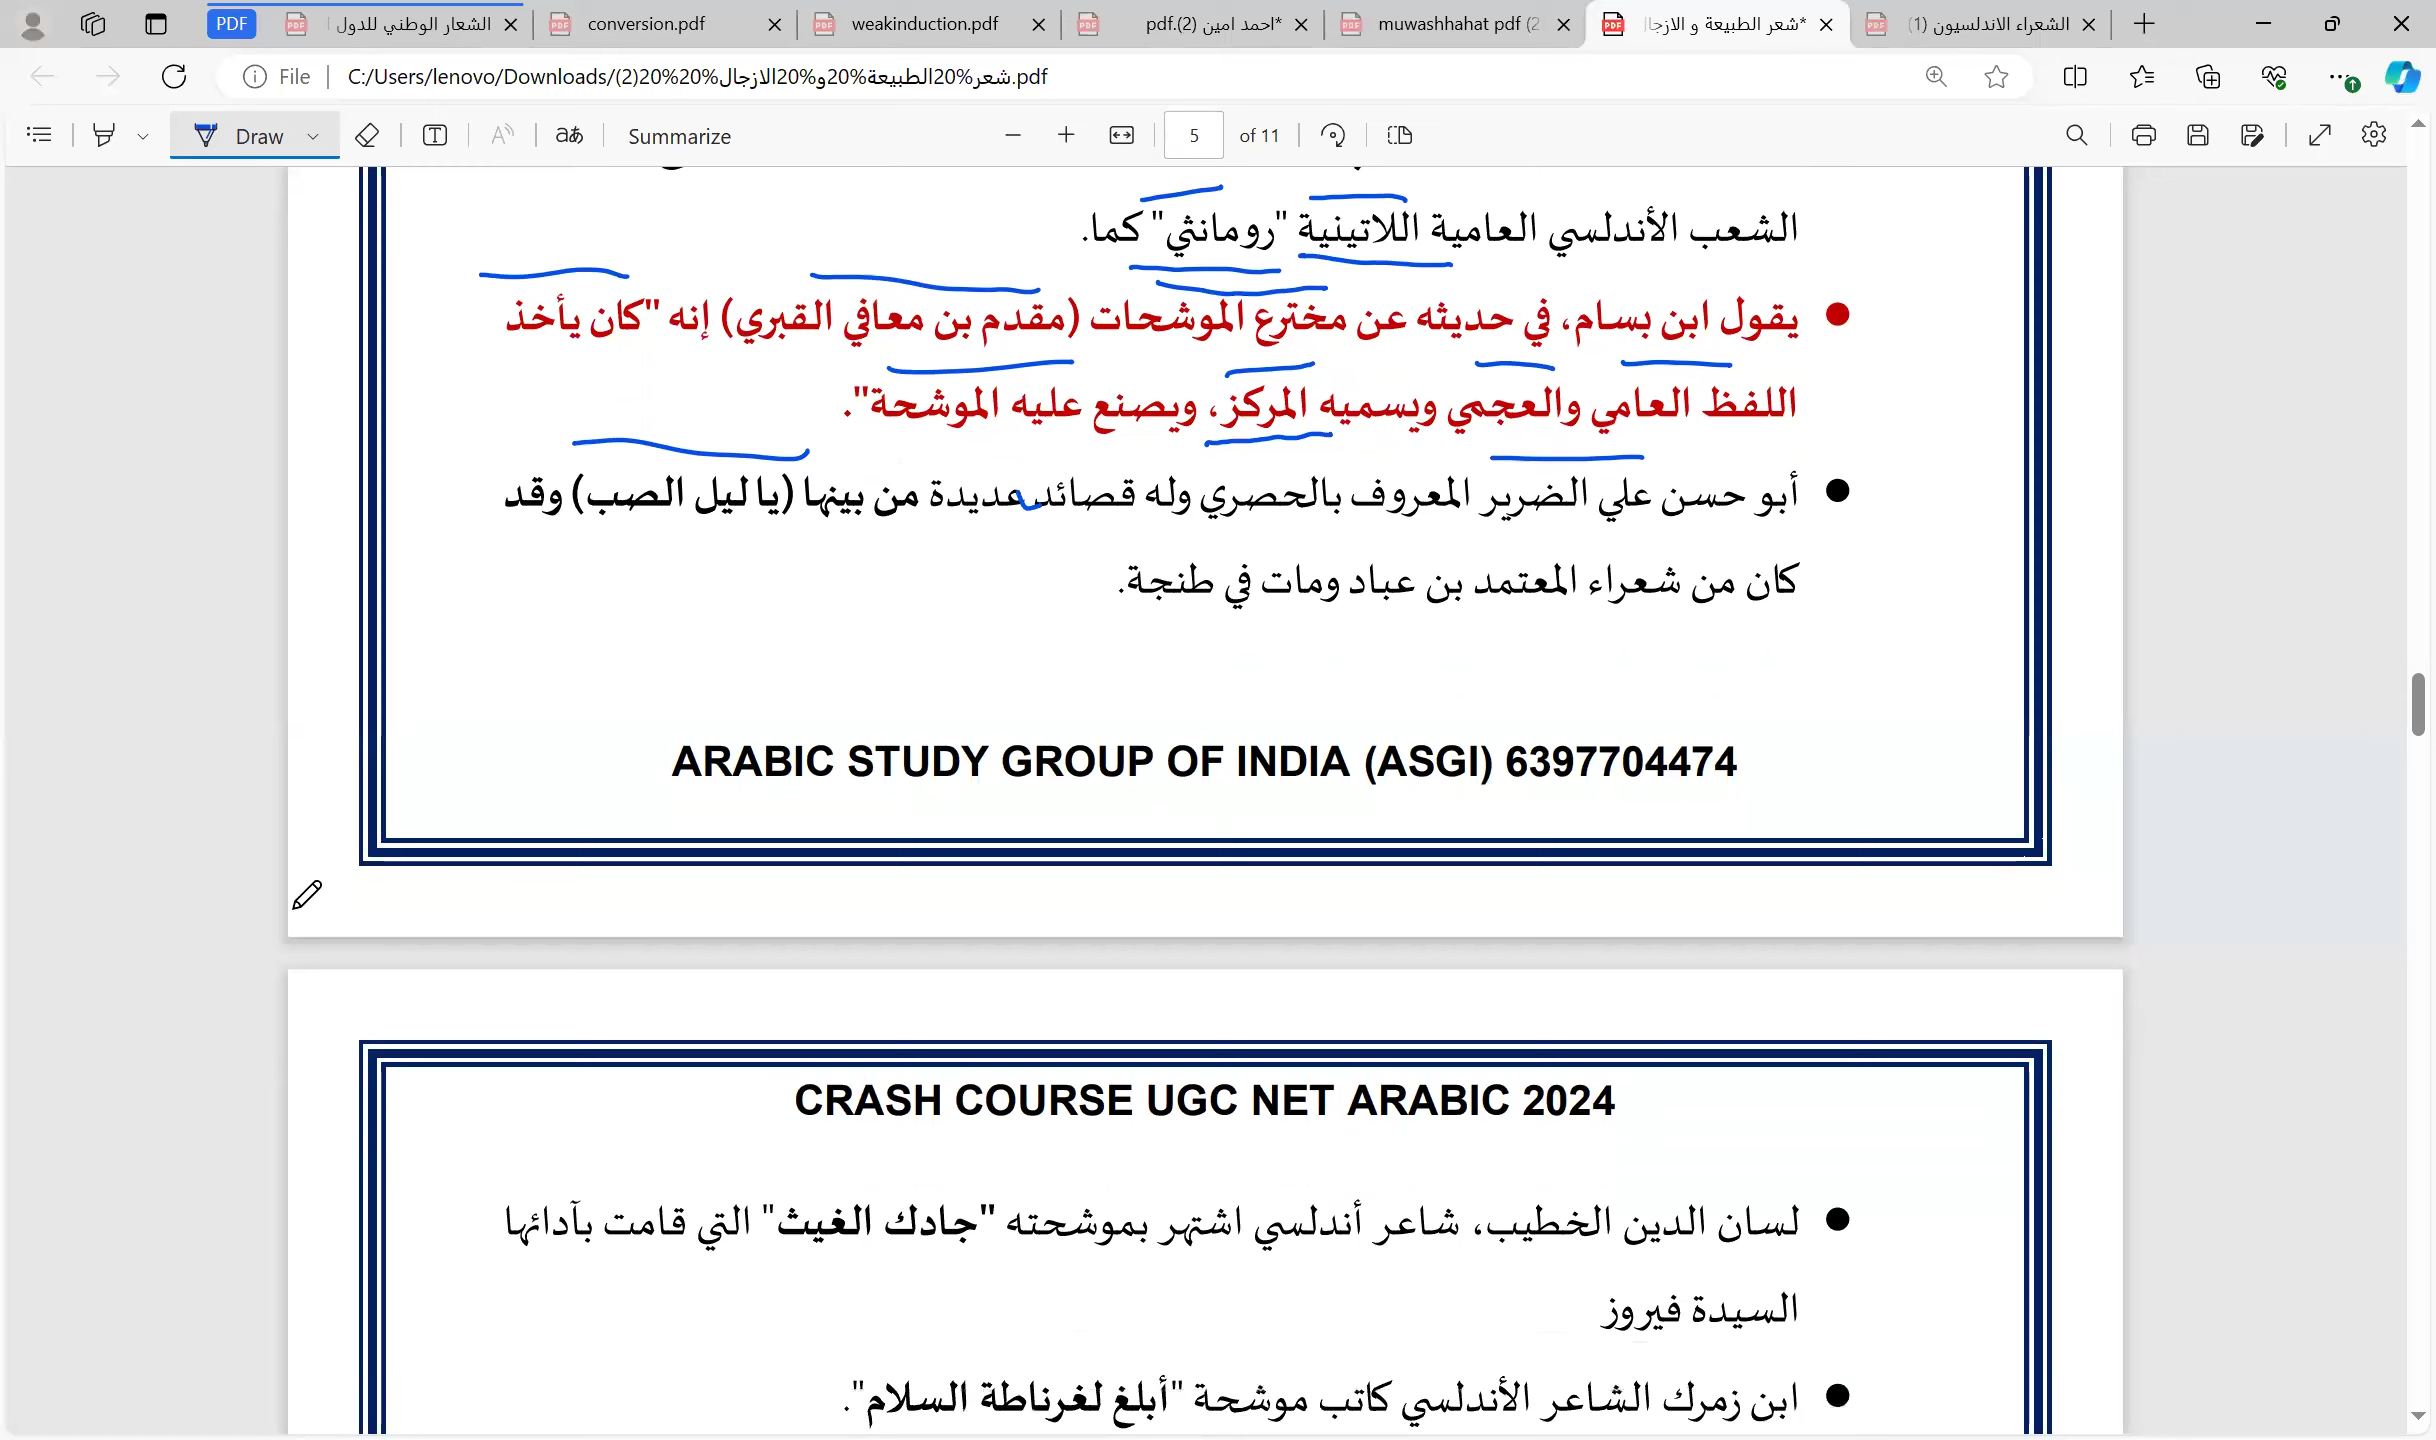 PDF
الشعار الوطني للدول
conversion.pdf
weakinduction.pdf
*احمد امين (2).pdf
muwashhahat pdf (2
*شعر الطبيعة و الازجا
الشعراء الاندلسيون (1)
File
C:/Users/lenovo/Downloads/(2)20%20%الازجال20%و20%الطبيعة20%شعر.pdf
Draw
Summarize
5 of 11
الشعب الأندلسي العامية اللاتينية "رومانثي" كما.
● يقول ابن بسام، في حديثه عن مخترع الموشحات (مقدم بن معافي القبري) إنه "كان يأخذ
اللفظ العامي والعجمي ويسميه المركز، ويصنع عليه الموشحة".
● أبو حسن علي الضرير المعروف بالحصري وله قصائد عديدة من بينها (يا ليل الصب) وقد
كان من شعراء المعتمد بن عباد ومات في طنجة.
ARABIC STUDY GROUP OF INDIA (ASGI) 6397704474
CRASH COURSE UGC NET ARABIC 2024
● لسان الدين الخطيب، شاعر أندلسي اشتهر بموشحته "جادك الغيث" التي قامت بآدائها
السيدة فيروز
● ابن زمرك الشاعر الأندلسي كاتب موشحة "أبلغ لغرناطة السلام".